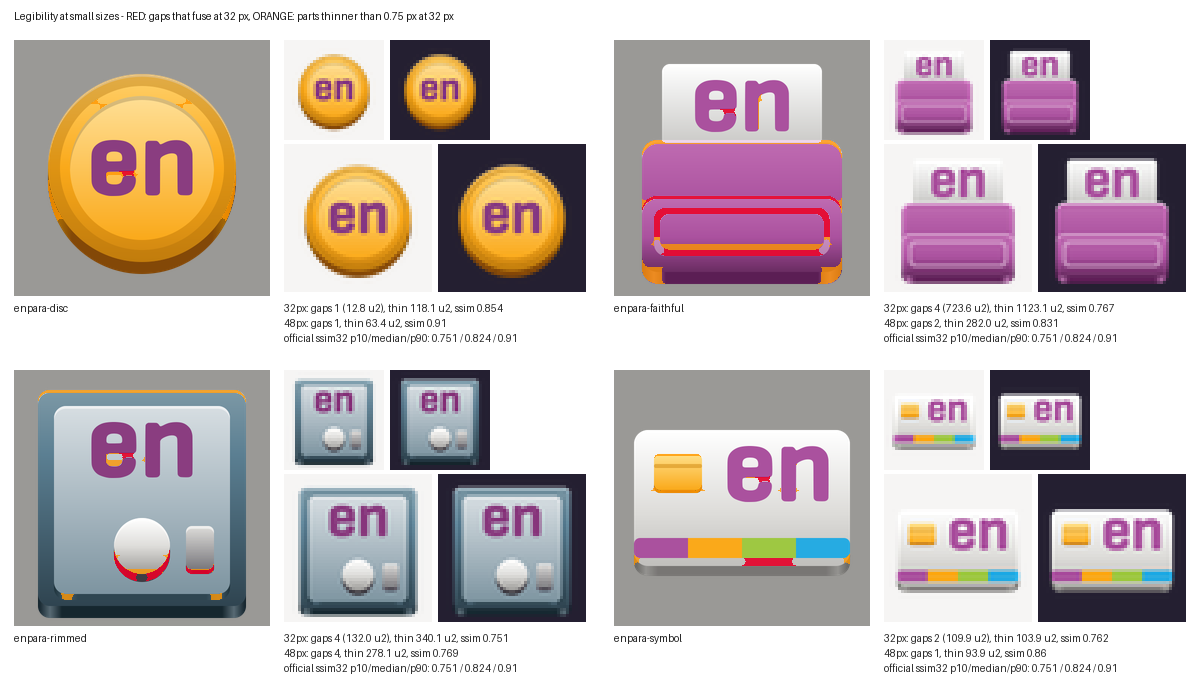 Legibility at small sizes - RED: gaps that fuse at 32 px, ORANGE: parts thinner than 0.75 px at 32 px
en
en
en
en
en
enpara-disc
32px: gaps 1 (12.8 u2), thin 118.1 u2, ssim 0.854
48px: gaps 1, thin 63.4 u2, ssim 0.91
official ssim32 p10/median/p90: 0.751 / 0.824 / 0.91
en
en
en
en
en
enpara-faithful
32px: gaps 4 (723.6 u2), thin 1123.1 u2, ssim 0.767
48px: gaps 2, thin 282.0 u2, ssim 0.831
official ssim32 p10/median/p90: 0.751 / 0.824 / 0.91
en
en
en
en
en
enpara-rimmed
32px: gaps 4 (132.0 u2), thin 340.1 u2, ssim 0.751
48px: gaps 4, thin 278.1 u2, ssim 0.769
official ssim32 p10/median/p90: 0.751 / 0.824 / 0.91
en
en
en
en
en
enpara-symbol
32px: gaps 2 (109.9 u2), thin 103.9 u2, ssim 0.762
48px: gaps 1, thin 93.9 u2, ssim 0.86
official ssim32 p10/median/p90: 0.751 / 0.824 / 0.91